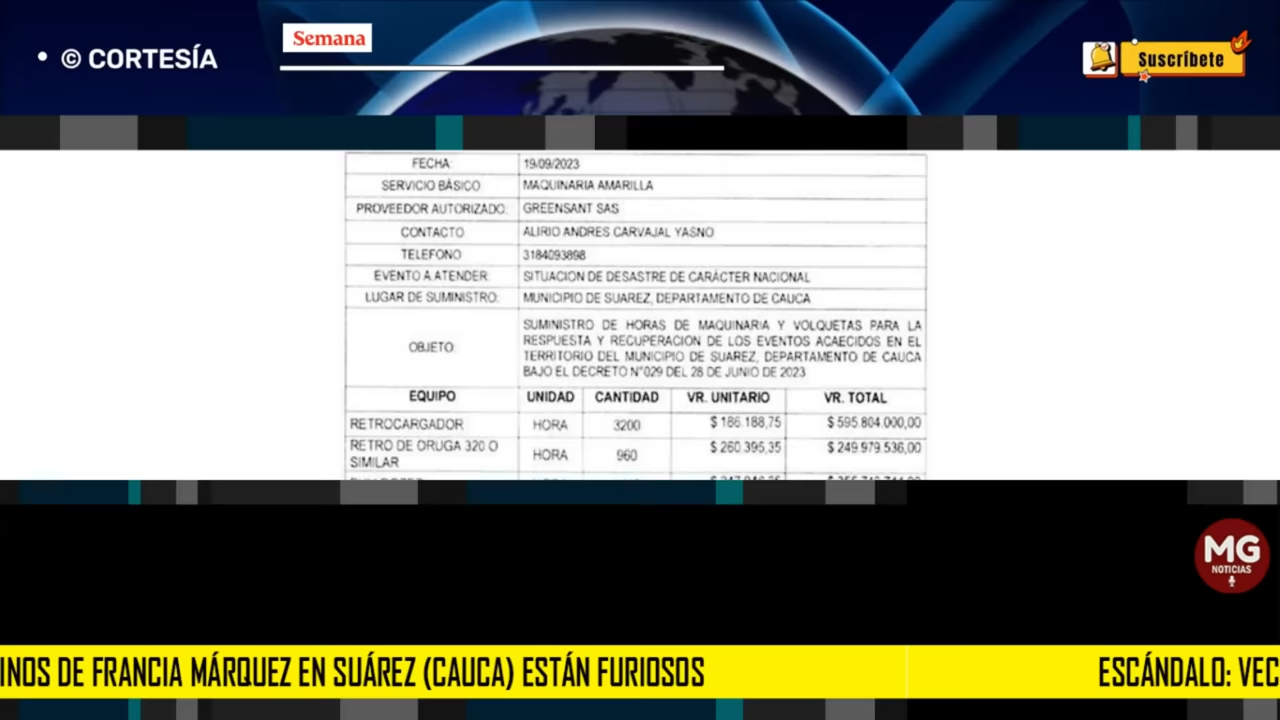 • © CORTESÍA
Semana
Suscríbete
FECHA: 19/09/2023
SERVICIO BÁSICO MAQUINARIA AMARILLA
PROVEEDOR AUTORIZADO: GREENSANT SAS
CONTACTO ALIRIO ANDRES CARVAJAL YASNO
TELEFONO 3184093898
EVENTO A ATENDER: SITUACION DE DESASTRE DE CARÁCTER NACIONAL
LUGAR DE SUMINISTRO: MUNICIPIO DE SUAREZ, DEPARTAMENTO DE CAUCA
OBJETO:
SUMINISTRO DE HORAS DE MAQUINARIA Y VOLQUETAS PARA LA
RESPUESTA Y RECUPERACION DE LOS EVENTOS ACAECIDOS EN EL
TERRITORIO DEL MUNICIPIO DE SUAREZ, DEPARTAMENTO DE CAUCA
BAJO EL DECRETO N°029 DEL 28 DE JUNIO DE 2023
EQUIPO UNIDAD CANTIDAD VR. UNITARIO VR. TOTAL
RETROCARGADOR HORA 3200 $ 186.188,75 $ 595.804.000,00
RETRO DE ORUGA 320 O
SIMILAR HORA 960 $ 260.395,35 $ 249.979.536,00
MG
NOTICIAS
INOS DE FRANCIA MÁRQUEZ EN SUÁREZ (CAUCA) ESTÁN FURIOSOS ESCÁNDALO: VEC